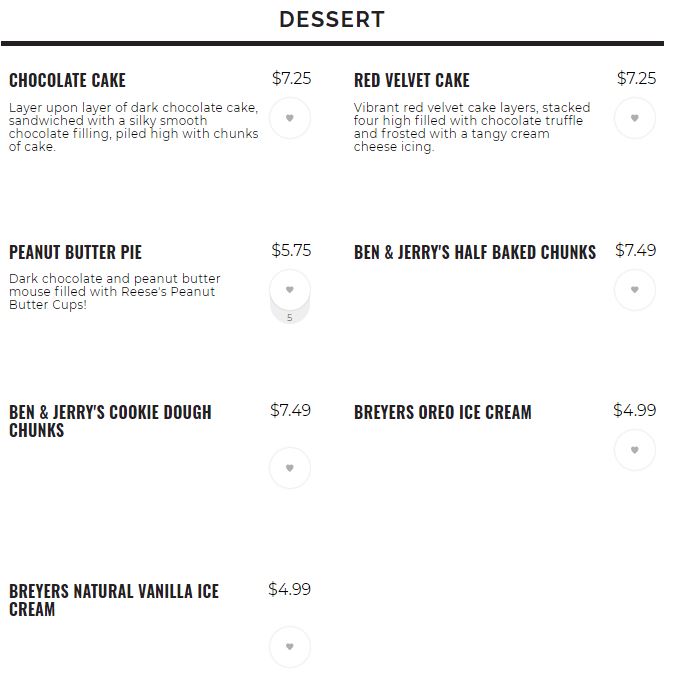 DESSERT
CHOCOLATE CAKE
$7.25
Layer upon layer of dark chocolate cake,
sandwiched with a silky smooth
chocolate filling, piled high with chunks
of cake.
RED VELVET CAKE
$7.25
Vibrant red velvet cake layers, stacked
four high filled with chocolate truffle
and frosted with a tangy cream
cheese icing.
PEANUT BUTTER PIE
$5.75
Dark chocolate and peanut butter
mouse filled with Reese's Peanut
Butter Cups!
5
BEN & JERRY'S HALF BAKED CHUNKS
$7.49
BEN & JERRY'S COOKIE DOUGH
CHUNKS
$7.49
BREYERS OREO ICE CREAM
$4.99
BREYERS NATURAL VANILLA ICE
CREAM
$4.99